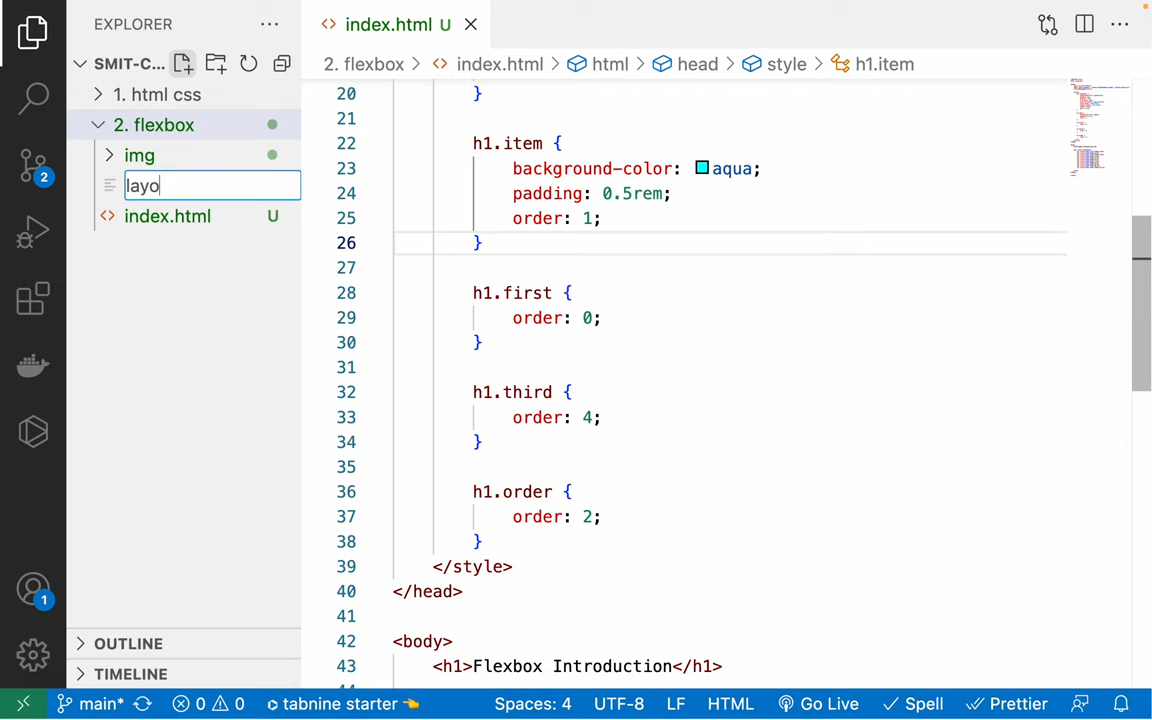 EXPLORER
index.html U
SMIT-C...
2. flexbox > index.html > html > head > style > h1.item
1. html css
2. flexbox
img
layo
index.html U
20 }
21
22 h1.item {
23 background-color: aqua;
24 padding: 0.5rem;
25 order: 1;
26 }
27
28 h1.first {
29 order: 0;
30 }
31
32 h1.third {
33 order: 4;
34 }
35
36 h1.order {
37 order: 2;
38 }
39 </style>
40 </head>
41
42 <body>
43 <h1>Flexbox Introduction</h1>
2
1
OUTLINE
TIMELINE
main* 0 0 tabnine starter Spaces: 4 UTF-8 LF HTML Go Live Spell Prettier